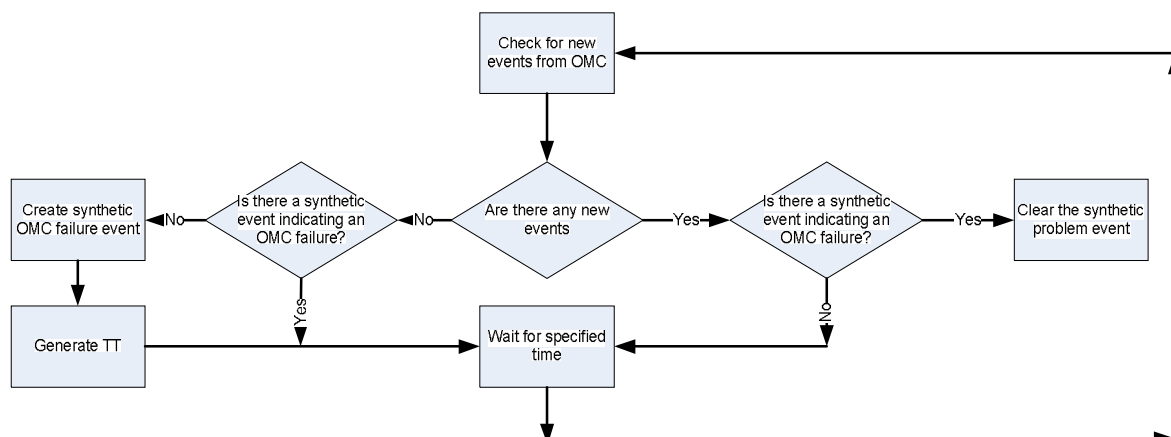 Check for new
events from OMC
Create synthetic
OMC failure event
No
Is there a synthetic
event indicating an
OMC failure?
No
Are there any new
events
Yes
Is there a synthetic
event indicating an
OMC failure?
Yes
Clear the synthetic
problem event
Generate TT
Yes
Wait for specified
time
No